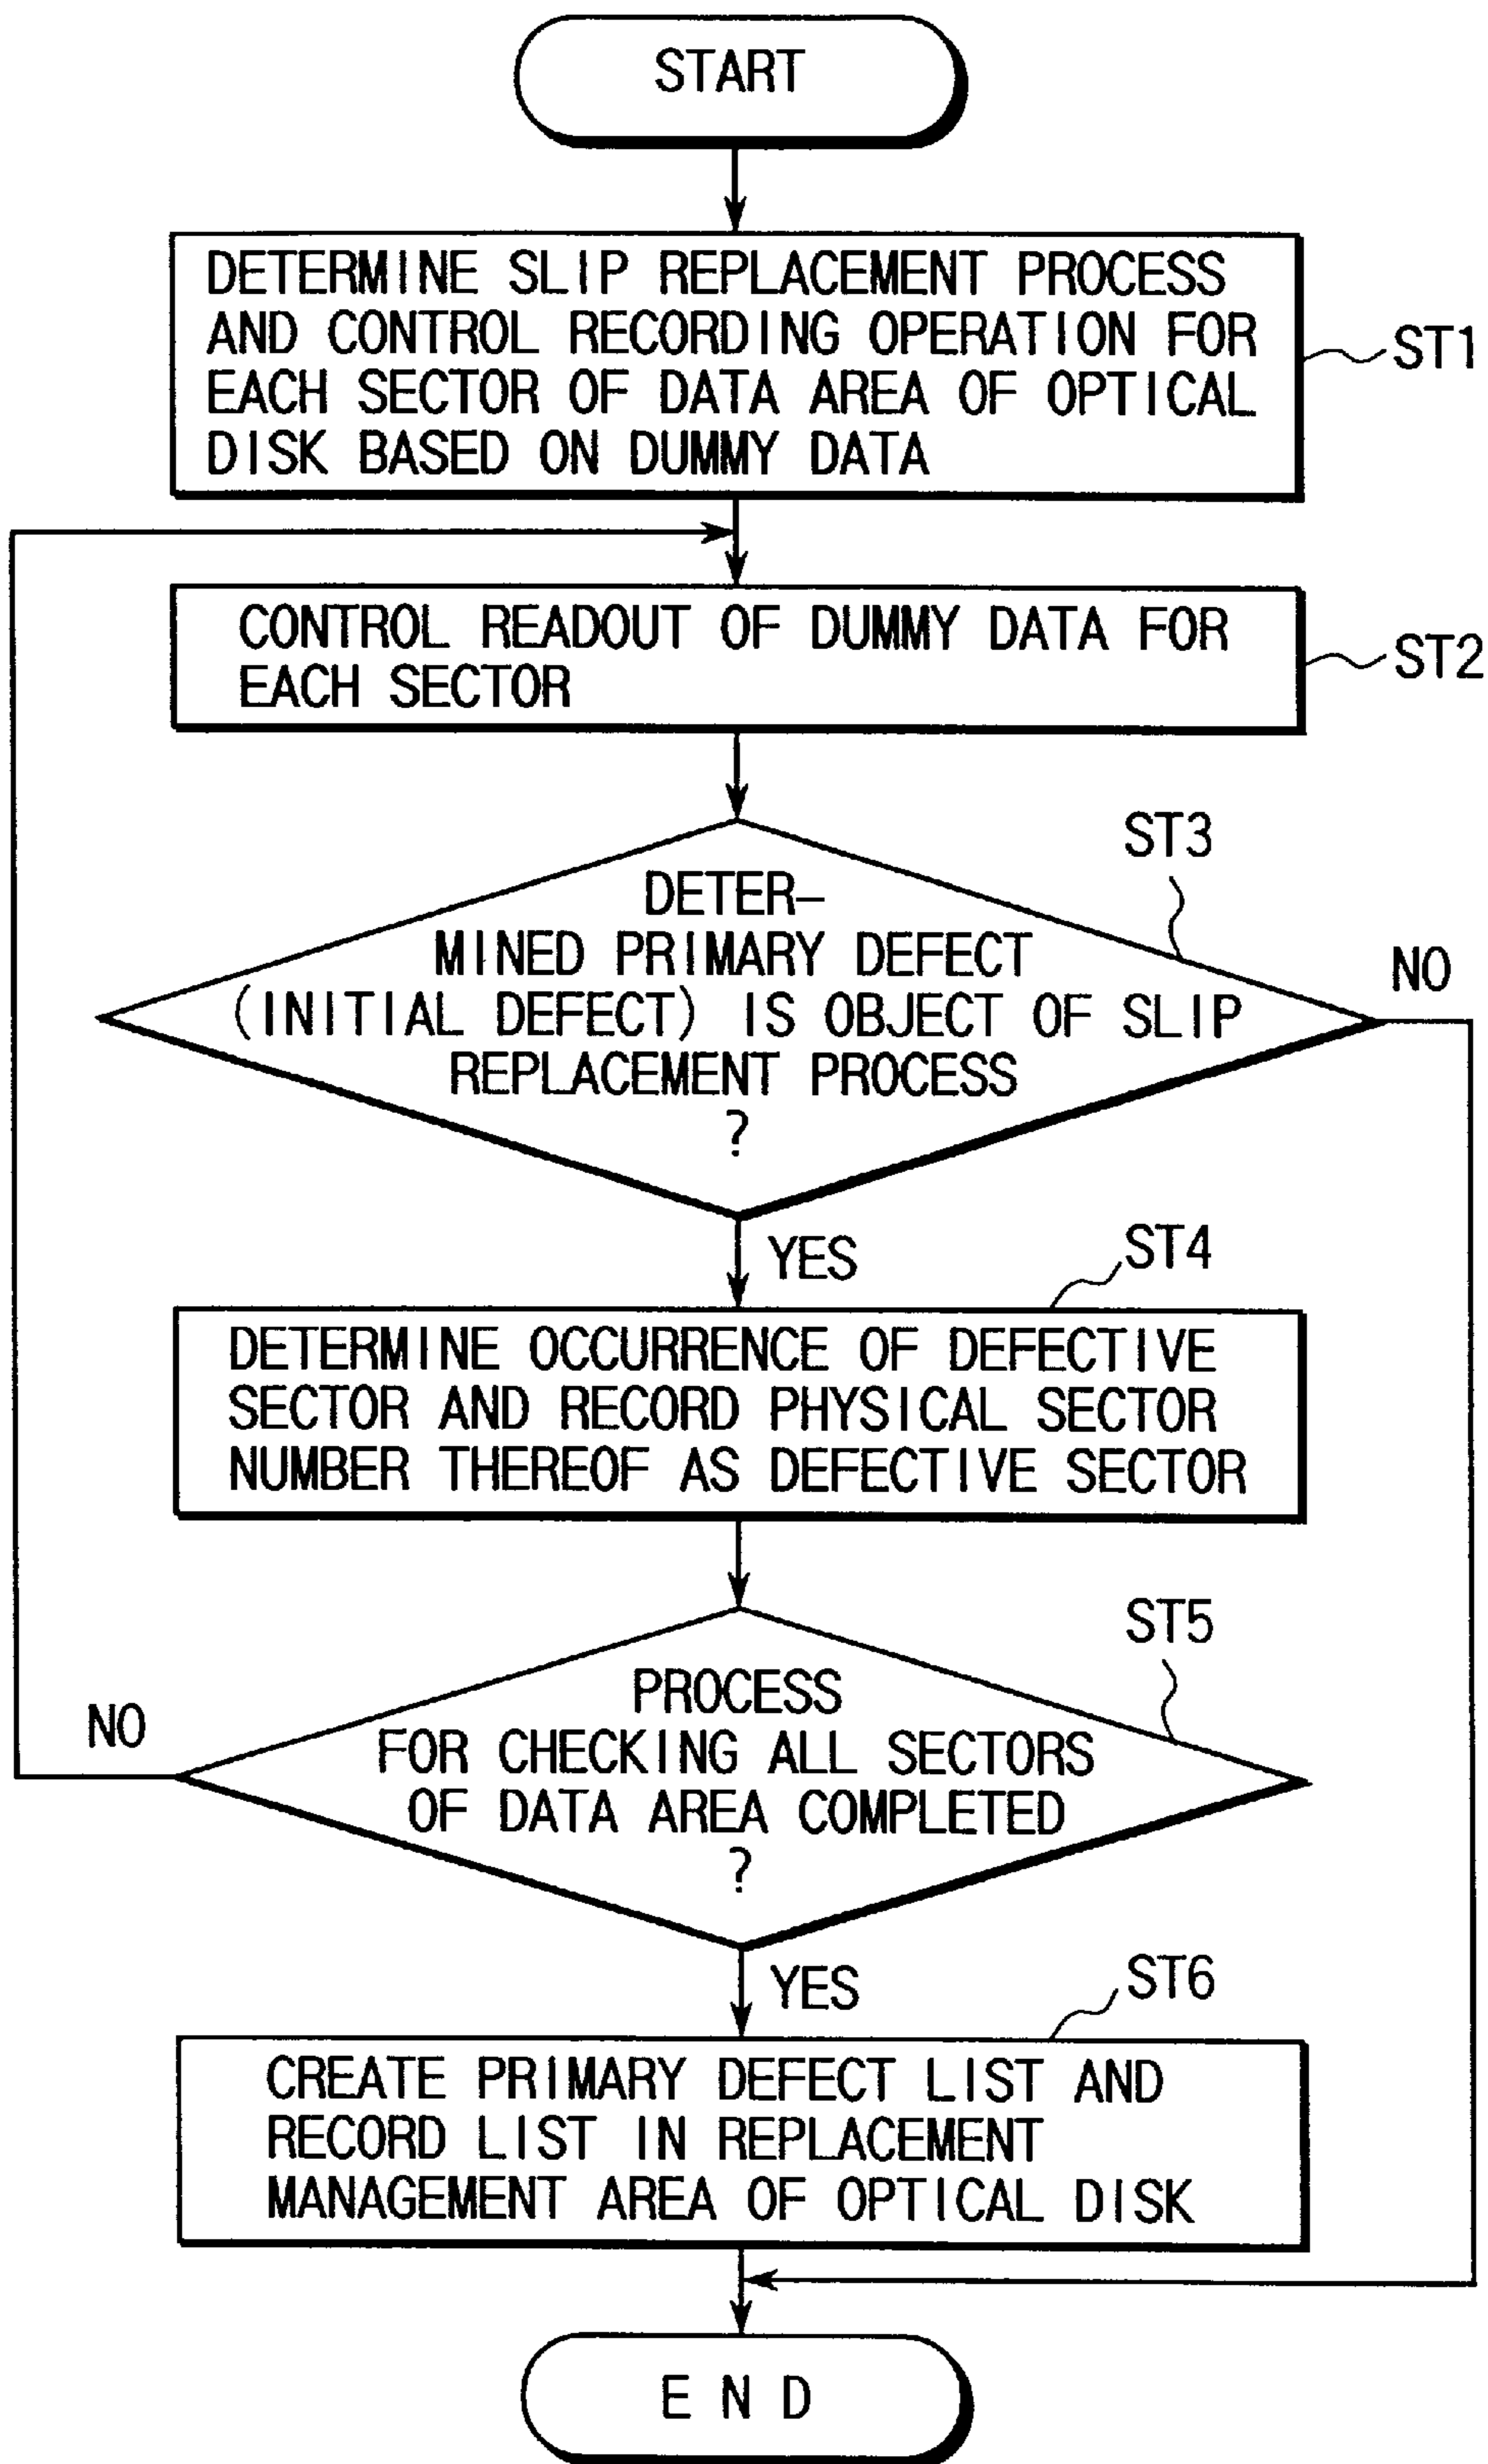 START
DETERMINE SLIP REPLACEMENT PROCESS
AND CONTROL RECORDING OPERATION FOR
EACH SECTOR OF DATA AREA OF OPTICAL
DISK BASED ON DUMMY DATA
ST1
CONTROL READOUT OF DUMMY DATA FOR
EACH SECTOR
ST2
ST3
DETER-
MINED PRIMARY DEFECT
(INITIAL DEFECT) IS OBJECT OF SLIP
REPLACEMENT PROCESS
?
NO
YES
ST4
DETERMINE OCCURRENCE OF DEFECTIVE
SECTOR AND RECORD PHYSICAL SECTOR
NUMBER THEREOF AS DEFECTIVE SECTOR
ST5
PROCESS
FOR CHECKING ALL SECTORS
OF DATA AREA COMPLETED
?
NO
YES
ST6
CREATE PRIMARY DEFECT LIST AND
RECORD LIST IN REPLACEMENT
MANAGEMENT AREA OF OPTICAL DISK
END